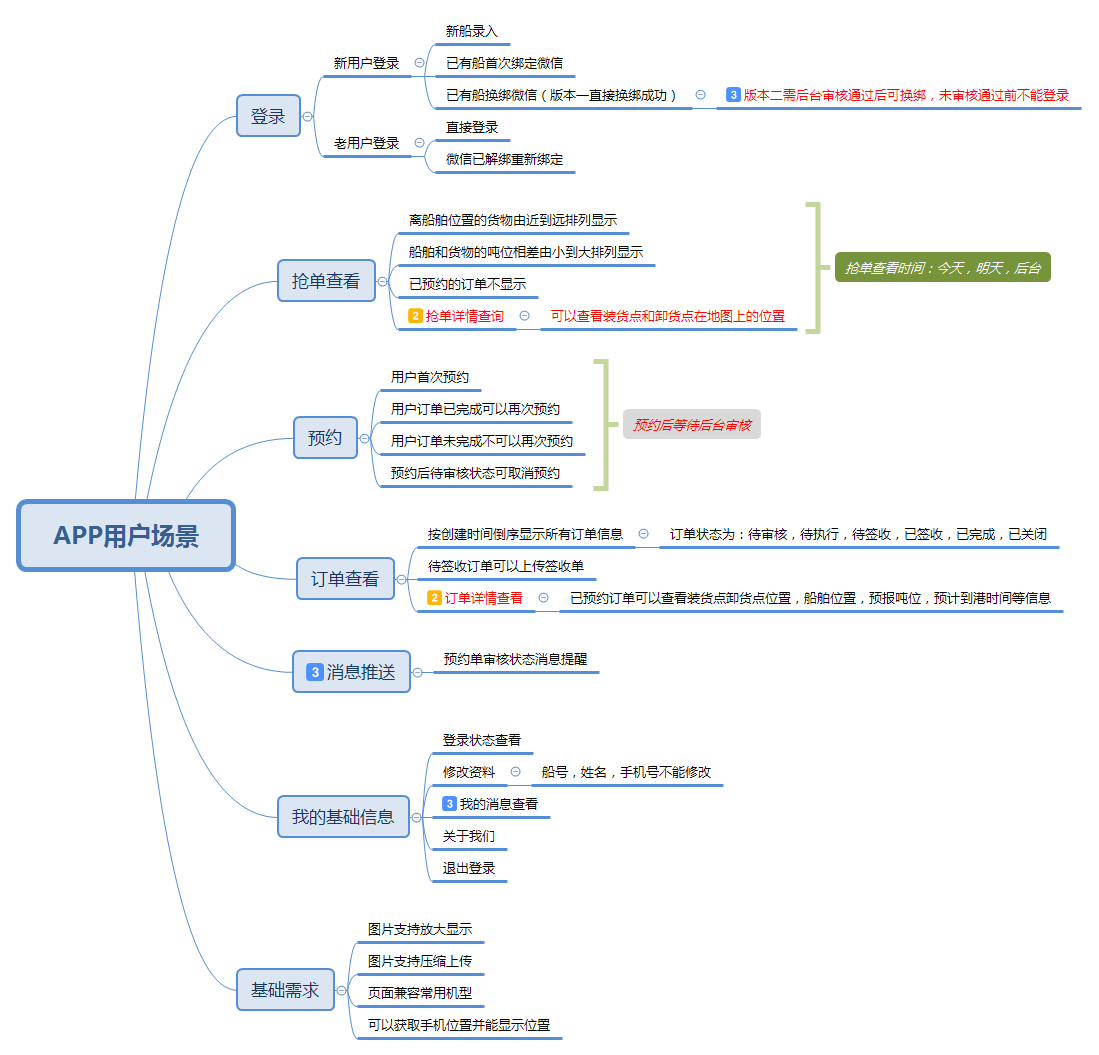 APP用户场景
登录
新用户登录
新船录入
已有船首次绑定微信
已有船换绑微信（版本一直接换绑成功）
3 版本二需后台审核通过后可换绑，未审核通过前不能登录
老用户登录
直接登录
微信已解绑重新绑定
抢单查看
离船舶位置的货物由近到远排列显示
船舶和货物的吨位相差由小到大排列显示
已预约的订单不显示
2 抢单详情查询
可以查看装货点和卸货点在地图上的位置
抢单查看时间：今天，明天，后台
预约
用户首次预约
用户订单已完成可以再次预约
用户订单未完成不可以再次预约
预约后待审核状态可取消预约
预约后等待后台审核
订单查看
按创建时间倒序显示所有订单信息
订单状态为：待审核，待执行，待签收，已签收，已完成，已关闭
待签收订单可以上传签收单
2 订单详情查看
已预约订单可以查看装货点卸货点位置，船舶位置，预报吨位，预计到港时间等信息
3 消息推送
预约单审核状态消息提醒
我的基础信息
登录状态查看
修改资料
船号，姓名，手机号不能修改
3 我的消息查看
关于我们
退出登录
基础需求
图片支持放大显示
图片支持压缩上传
页面兼容常用机型
可以获取手机位置并能显示位置